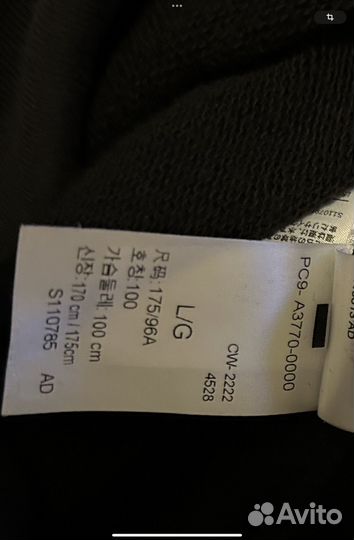 PC9- A3770-0000
CW- 2222
4528
L/G
尺码:175/96A
호칭:100
가슴둘레:100 cm
신장:170 cm / 175cm
S110785
AD
Avito